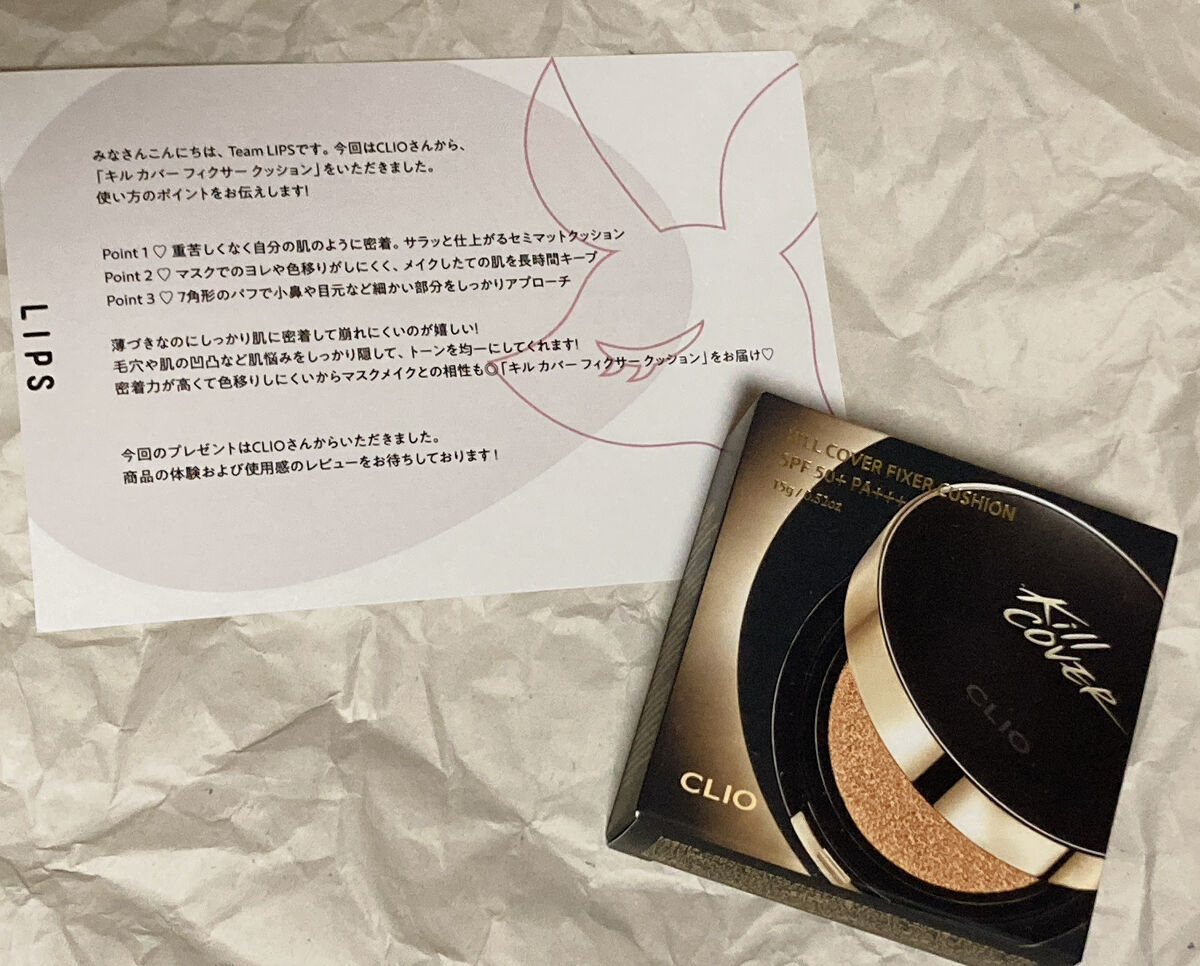 みなさんこんにちは、Team LIPSです。今回はCLIOさんから、
「キル カバー フィクサー クッション」をいただきました。
使い方のポイントをお伝えします!
Point 1 ♡ 重苦しくなく自分の肌のように密着。サラッと仕上がるセミマットクッション
Point 2 ♡ マスクでのヨレや色移りがしにくく、メイクしたての肌を長時間キープ
Point 3 ♡ 7角形のパフで小鼻や目元など細かい部分をしっかりアプローチ
薄づきなのにしっかり肌に密着して崩れにくいのが嬉しい!
毛穴や肌の凹凸など肌悩みをしっかり隠して、トーンを均一にしてくれます!
密着力が高くて色移りしにくいからマスクメイクとの相性も◎「キル カバー フィクサー クッション」をお届け♡
今回のプレゼントはCLIOさんからいただきました。
商品の体験および使用感のレビューをお待ちしております!
LIPS
KILL COVER FIXER CUSHION
SPF 50+ PA+++
15g / 0.52oz
Kill
COVER
CLIO
CLIO